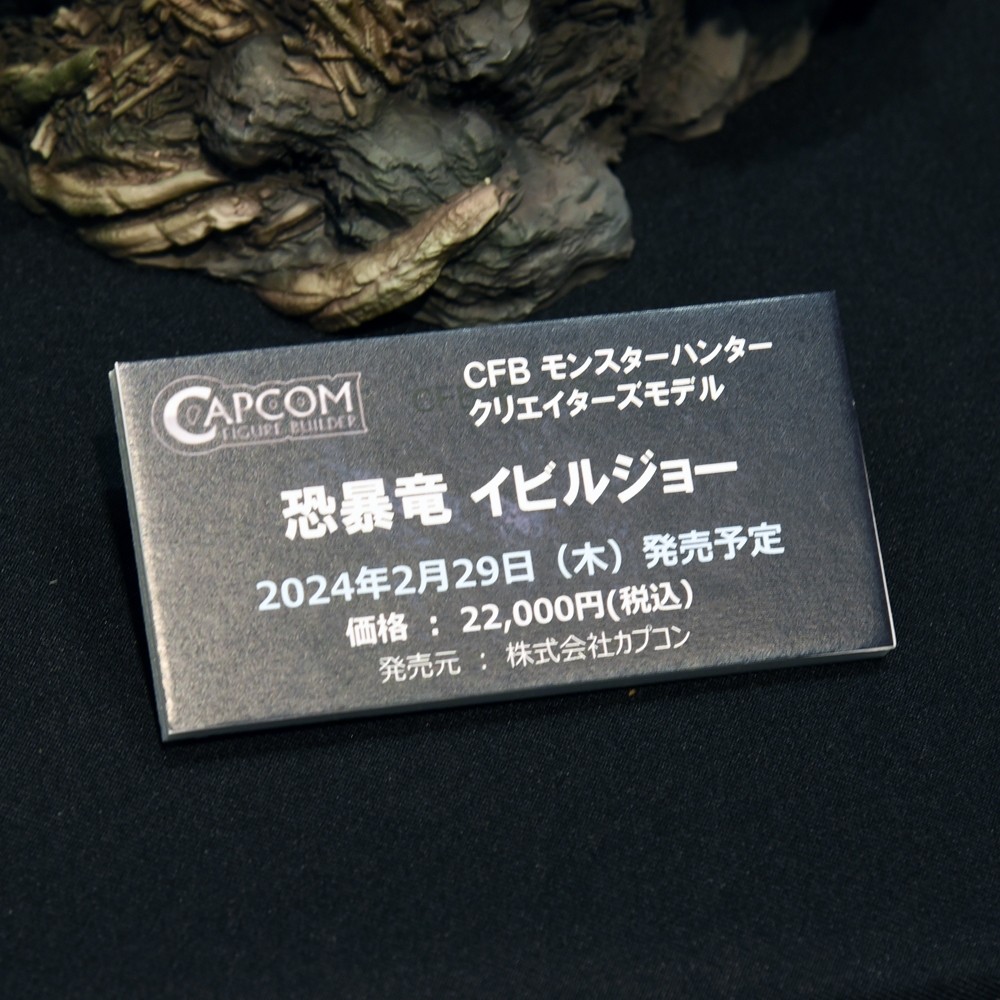 CAPCOM
FIGURE BUILDER
CFB モンスターハンター
クリエイターズモデル
恐暴竜 イビルジョー
2024年2月29日（木）発売予定
価格 : 22,000円(税込)
発売元 : 株式会社カプコン